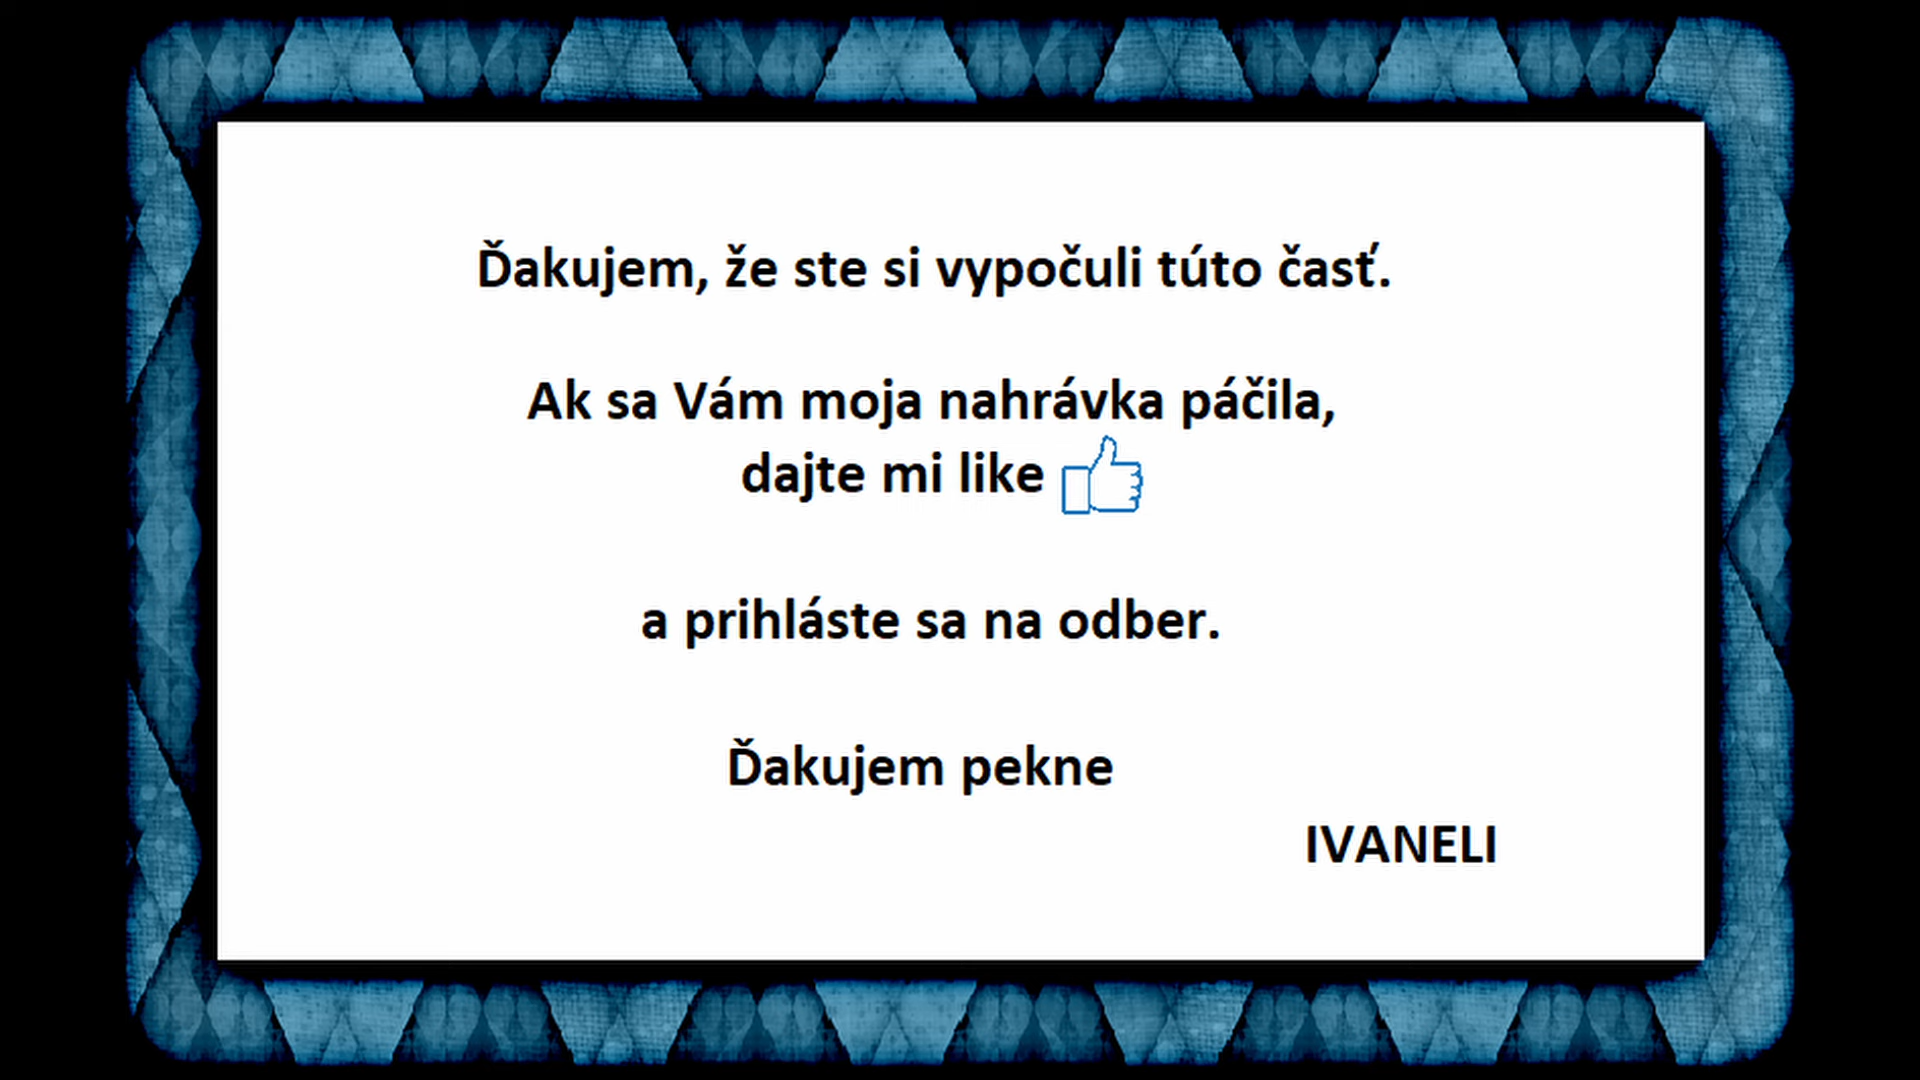 Ďakujem, že ste si vypočuli túto časť.
Ak sa Vám moja nahrávka páčila,
dajte mi like
a prihláste sa na odber.
Ďakujem pekne
IVANELI